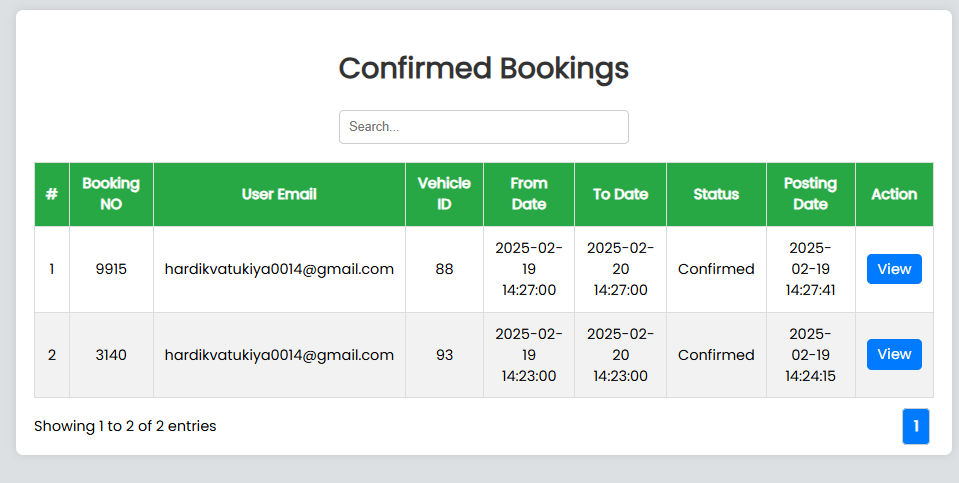 Confirmed Bookings
Search...
# Booking NO User Email Vehicle ID From Date To Date Status Posting Date Action
1 9915 hardikvatukiya0014@gmail.com 88 2025-02-19 14:27:00 2025-02-20 14:27:00 Confirmed 2025-02-19 14:27:41 View
2 3140 hardikvatukiya0014@gmail.com 93 2025-02-19 14:23:00 2025-02-20 14:23:00 Confirmed 2025-02-19 14:24:15 View
Showing 1 to 2 of 2 entries 1